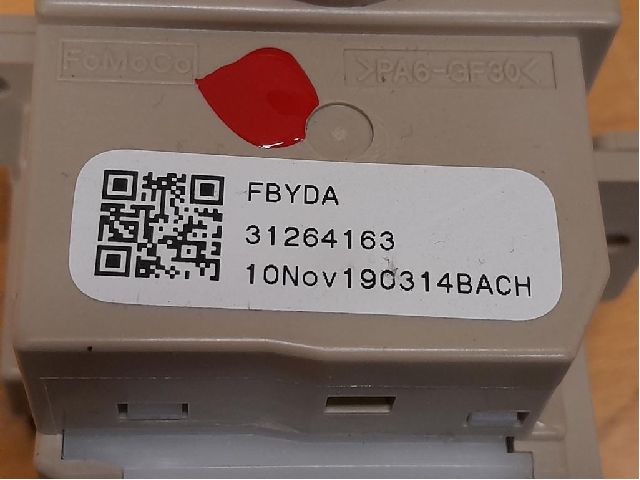 FoMoCo
>PA6-GF30<
FBYDA
31264163
10Nov190314BACH